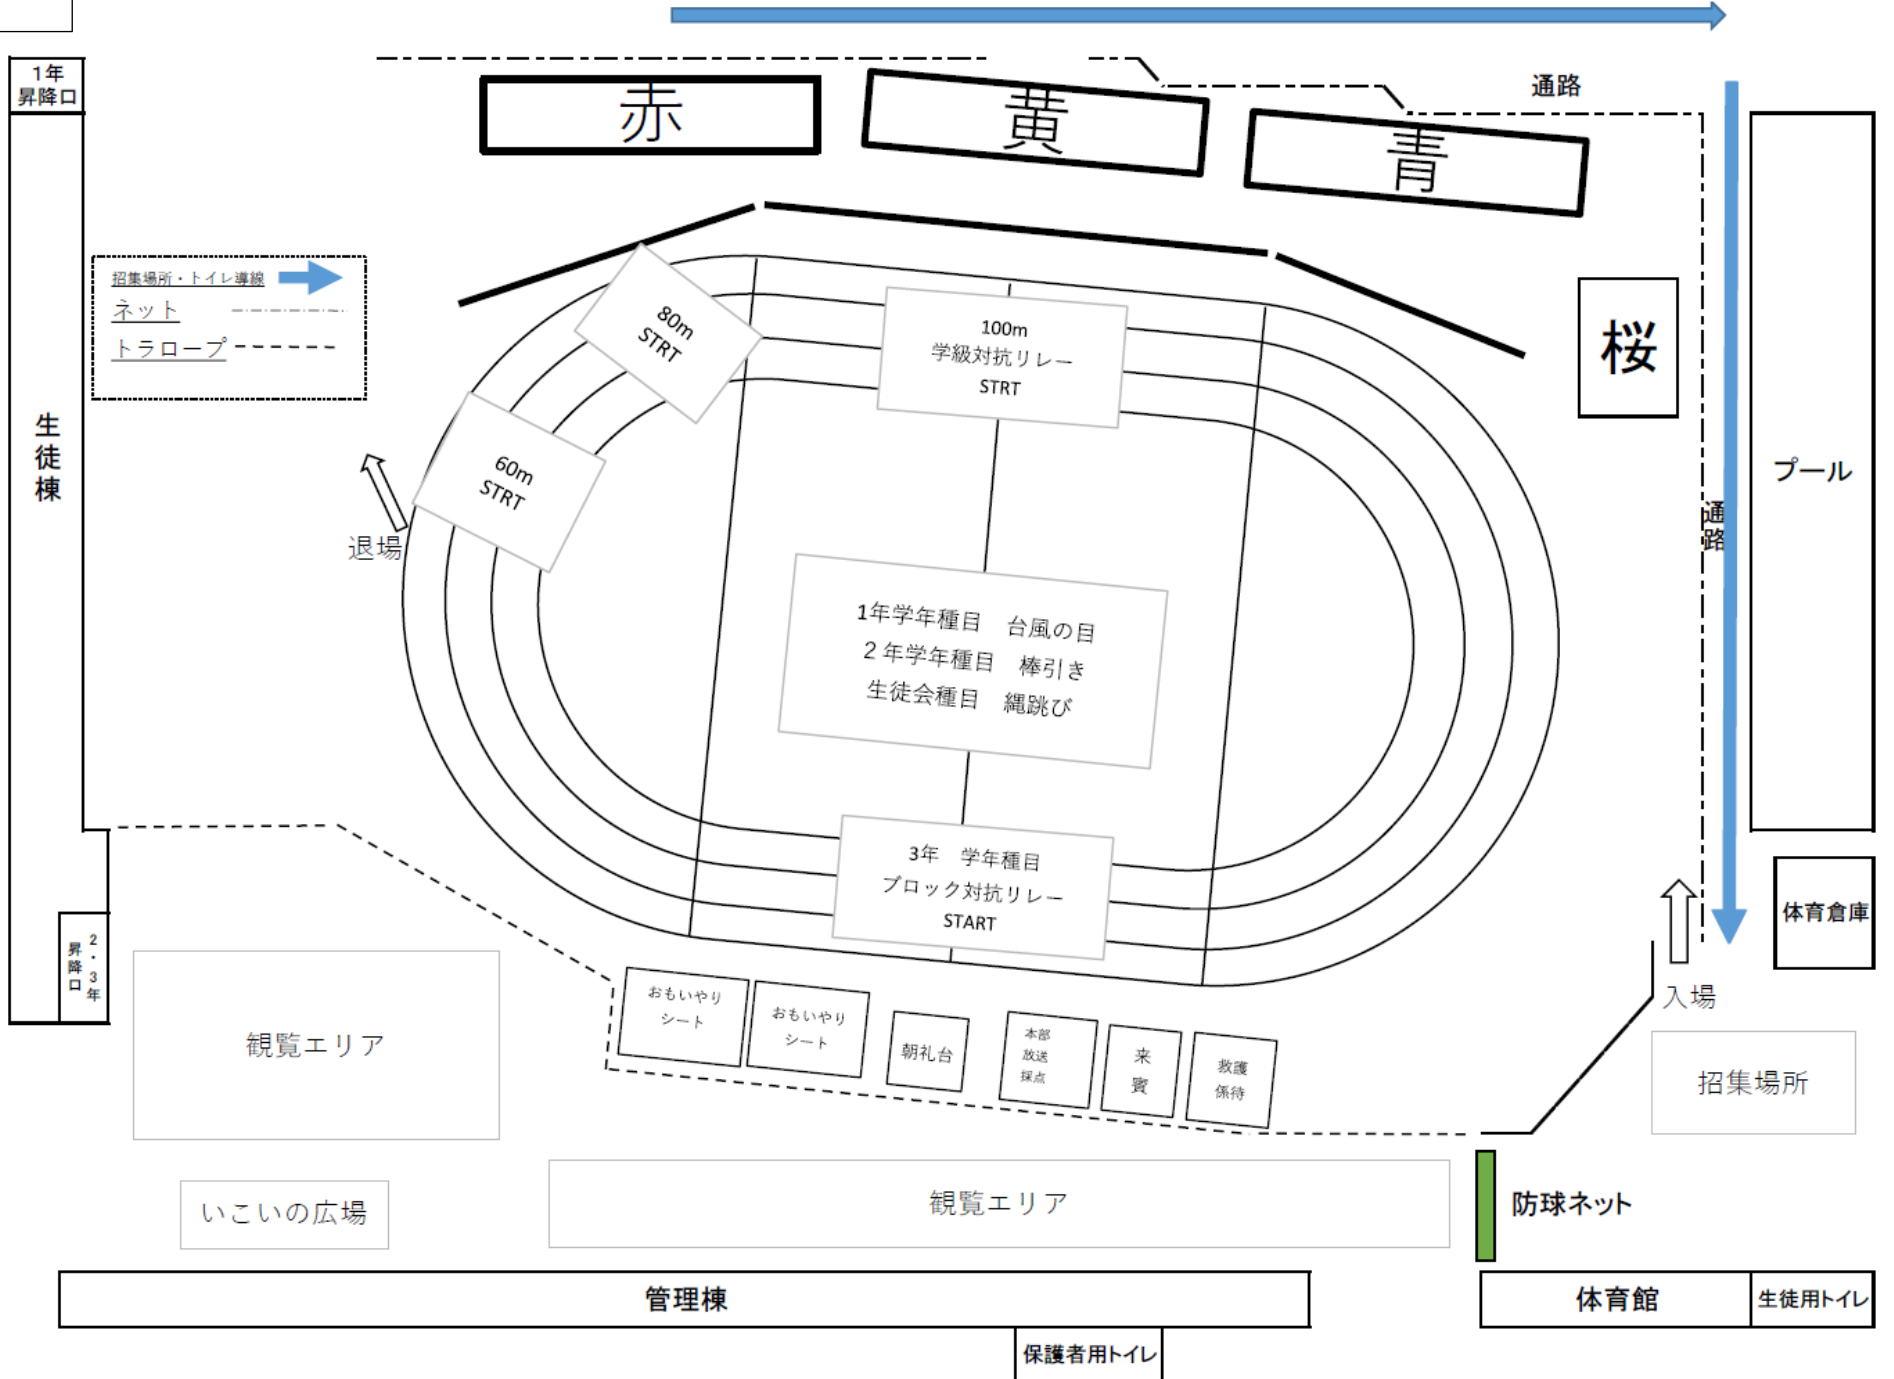 1年
昇降口
赤
黄
青
通路
招集場所・トイレ導線
ネット
トラロープ
80m
STRT
100m
学級対抗リレー
STRT
桜
生徒棟
60m
STRT
プール
通路
退場
1年学年種目 台風の目
２年学年種目 棒引き
生徒会種目 縄跳び
3年 学年種目
ブロック対抗リレー
START
体育倉庫
2・3年
昇降口
入場
おもいやり
シート
おもいやり
シート
朝礼台
本部
放送
採点
来賓
救護
係待
観覧エリア
招集場所
いこいの広場
観覧エリア
防球ネット
管理棟
体育館
生徒用トイレ
保護者用トイレ